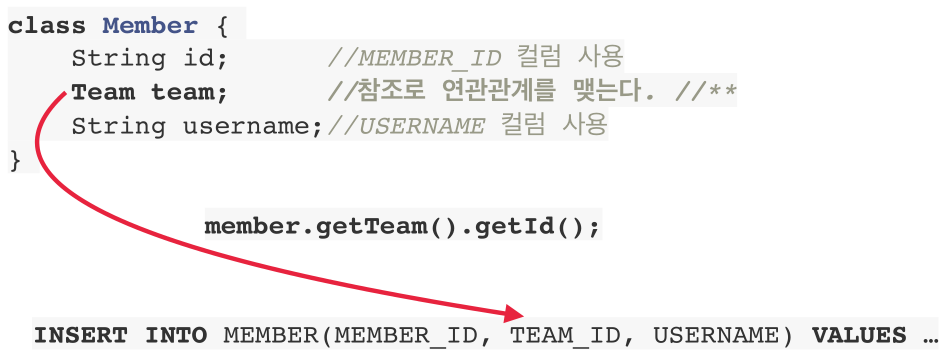 class Member {
String id; //MEMBER_ID 컬럼 사용
Team team; //참조로 연관관계를 맺는다. //**
String username;//USERNAME 컬럼 사용
}
member.getTeam().getId();
INSERT INTO MEMBER(MEMBER_ID, TEAM_ID, USERNAME) VALUES …